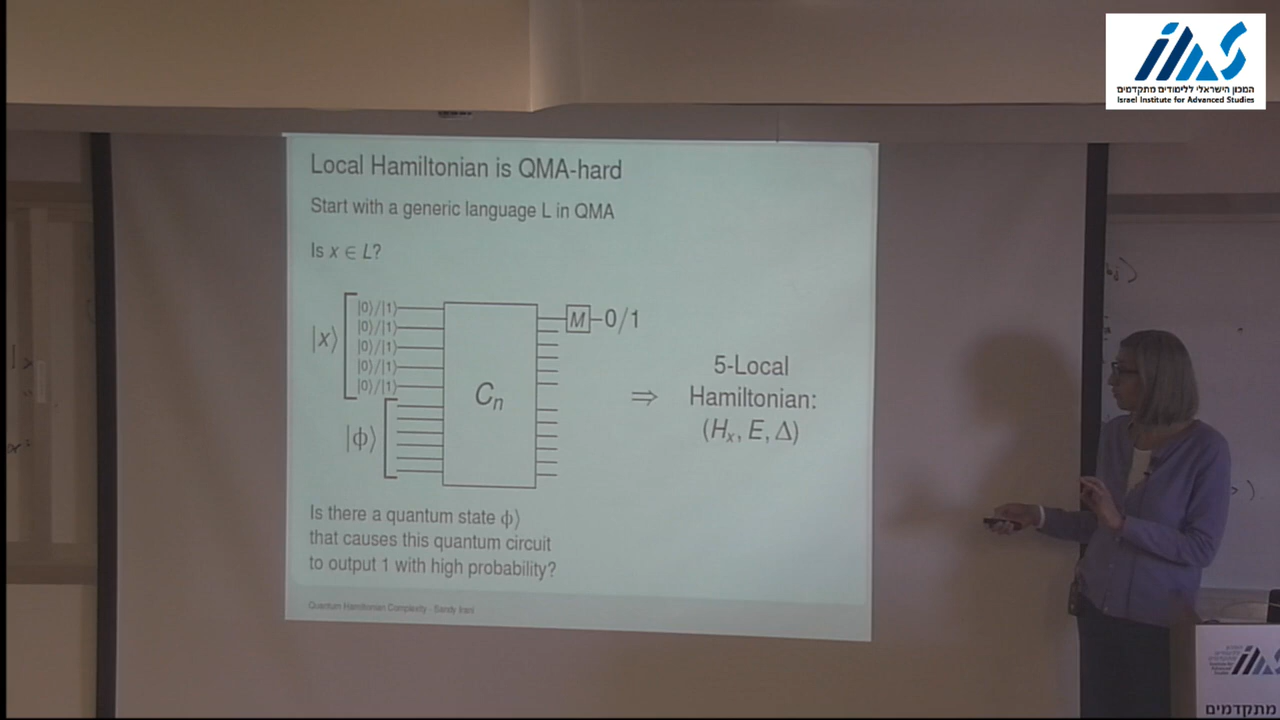 המכון הישראלי ללימודים מתקדמים
Israel Institute for Advanced Studies
Local Hamiltonian is QMA-hard
Start with a generic language L in QMA
Is x ∈ L?
|x⟩
|0⟩/|1⟩
|0⟩/|1⟩
|0⟩/|1⟩
|0⟩/|1⟩
|0⟩/|1⟩
|ϕ⟩
Cₙ
M
0/1
⇒
5-Local
Hamiltonian:
(Hₓ, E, Δ)
Is there a quantum state ϕ⟩
that causes this quantum circuit
to output 1 with high probability?
Quantum Hamiltonian Complexity - Sandy Irani
מתקדמים